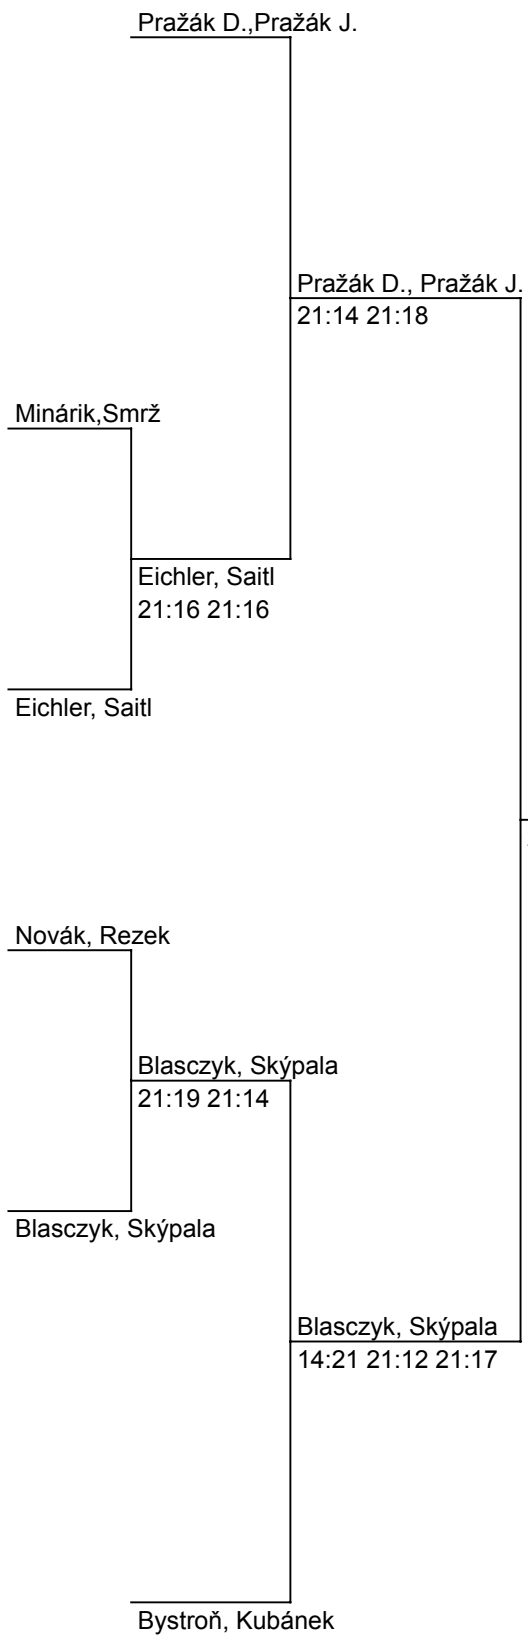 Pražák D.,Pražák J.
Pražák D., Pražák J.
21:14 21:18
Minárik,Smrž
Eichler, Saitl
21:16 21:16
Eichler, Saitl
Novák, Rezek
Blasczyk, Skýpala
21:19 21:14
Blasczyk, Skýpala
Blasczyk, Skýpala
14:21 21:12 21:17
Bystroň, Kubánek